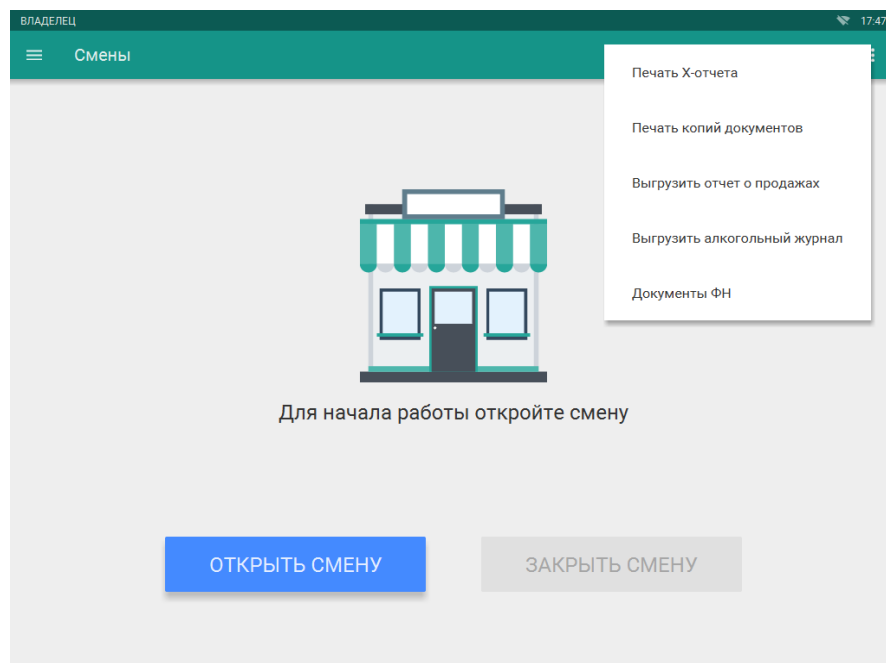 ВЛАДЕЛЕЦ
17:47
Смены
Печать X-отчета
Печать копий документов
Выгрузить отчет о продажах
Выгрузить алкогольный журнал
Документы ФН
Для начала работы откройте смену
ОТКРЫТЬ СМЕНУ
ЗАКРЫТЬ СМЕНУ